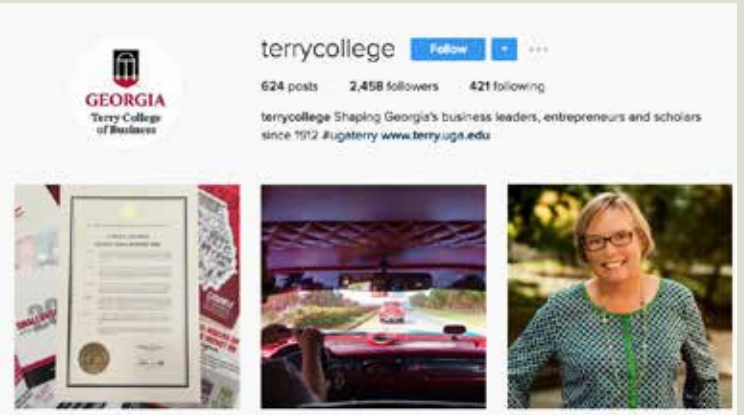 terrycollege Follow
624 posts 2,458 followers 421 following
terrycollege Shaping Georgia's business leaders, entrepreneurs and scholars
since 1912 #ugaterry www.terry.uga.edu
GEORGIA
Terry College
of Business